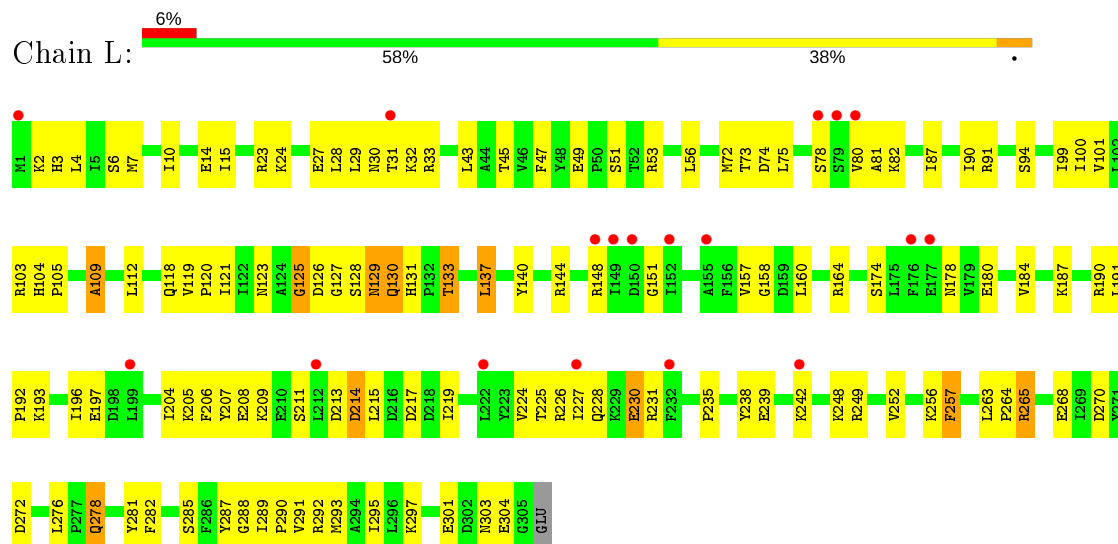 6%
Chain L:
58% 38% •
M1 K2 H3 L4 I5 S6 M7 I10 E14 I15 R23 K24 E27 L28 L29 N30 T31 K32 R33 L43 A44 T45 V46 F47 Y48 E49 P50 S51 T52 R53 L56 M72 T73 D74 L75 S78 S79 V80 A81 K82 I87 I90 R91 S94 I99 I100 V101 L102
R103 H104 P105 A109 L112 Q118 V119 P120 I121 I122 N123 A124 G125 D126 G127 S128 N129 Q130 H131 P132 T133 L137 Y140 R144 R148 I149 D150 G151 I152 A155 F156 V157 G158 D159 L160 R164 S174 L175 F176 E177 N178 V179 E180 V184 K187 R190 L191
P192 K193 I196 E197 D198 L199 I204 K205 F206 Y207 E208 K209 E210 S211 L212 D213 D214 L215 D216 D217 D218 I219 L222 Y223 V224 T225 R226 I227 Q228 K229 E230 R231 F232 P235 Y238 E239 K242 K248 R249 V252 K256 F257 L263 P264 R265 E268 I269 D270 Y271
D272 L276 P277 Q278 Y281 F282 S285 F286 Y287 G288 I289 P290 V291 R292 M293 A294 I295 L296 K297 E301 D302 N303 E304 G305 GLU